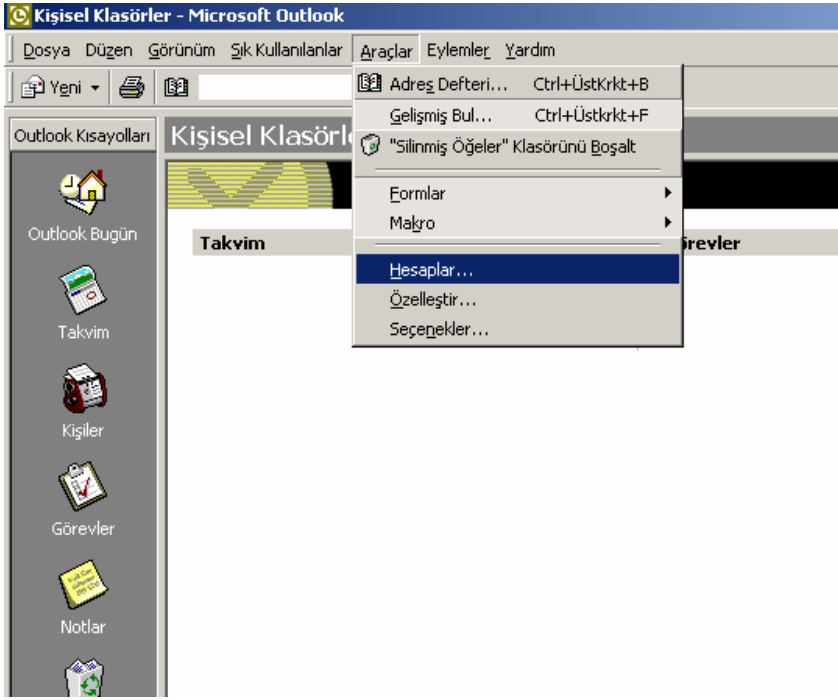 Kişisel Klasörler - Microsoft Outlook
Dosya Düzen Görünüm Sık Kullanılanlar Araçlar Eylemler Yardım
Yeni
Adres Defteri... Ctrl+ÜstKrkt+B
Gelişmiş Bul... Ctrl+Üstkrkt+F
"Silinmiş Öğeler" Klasörünü Boşalt
Formlar
Makro
Hesaplar...
Özelleştir...
Seçenekler...
Outlook Kısayolları
Kişisel Klasörl
Outlook Bugün
Takvim
örevler
Takvim
Kişiler
Görevler
Notlar